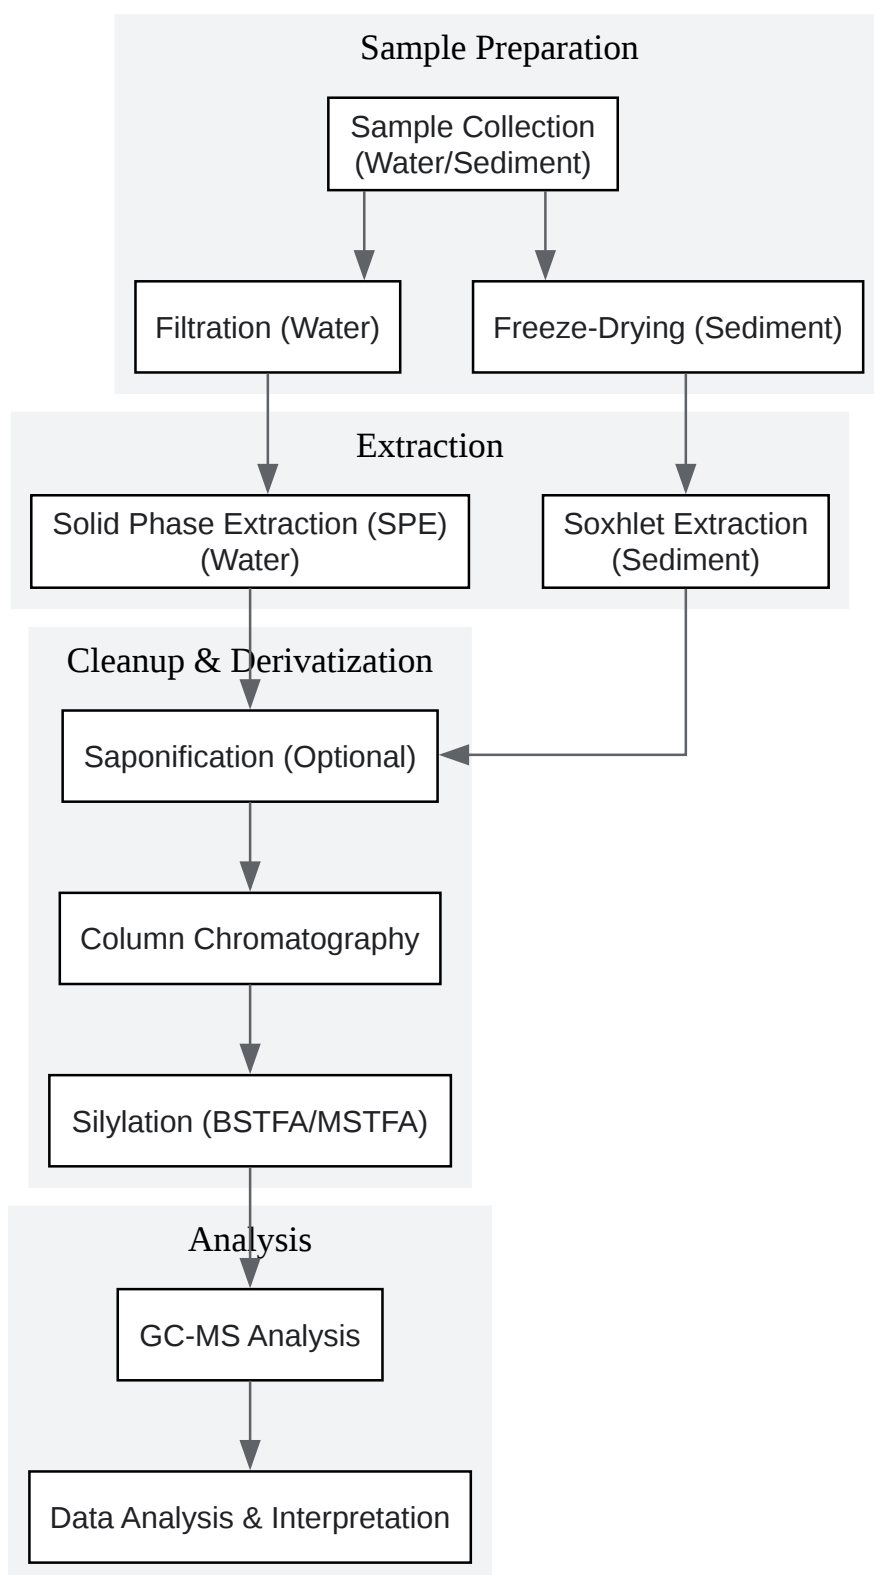 Sample Preparation
Sample Collection
(Water/Sediment)
Filtration (Water)
Freeze-Drying (Sediment)
Extraction
Solid Phase Extraction (SPE)
(Water)
Soxhlet Extraction
(Sediment)
Cleanup & Derivatization
Saponification (Optional)
Column Chromatography
Silylation (BSTFA/MSTFA)
Analysis
GC-MS Analysis
Data Analysis & Interpretation